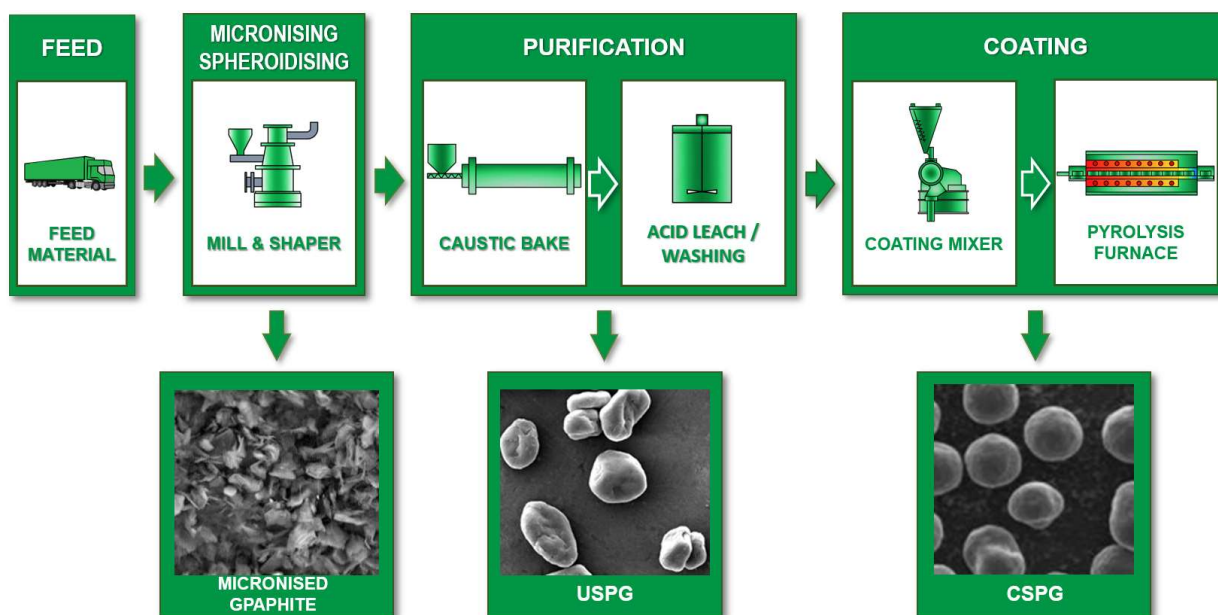 FEED
FEED
MATERIAL
MICRONISING
SPHEROIDISING
MILL & SHAPER
PURIFICATION
CAUSTIC BAKE
ACID LEACH /
WASHING
COATING
COATING MIXER
PYROLYSIS
FURNACE
MICRONISED
GPAPHITE
USPG
CSPG